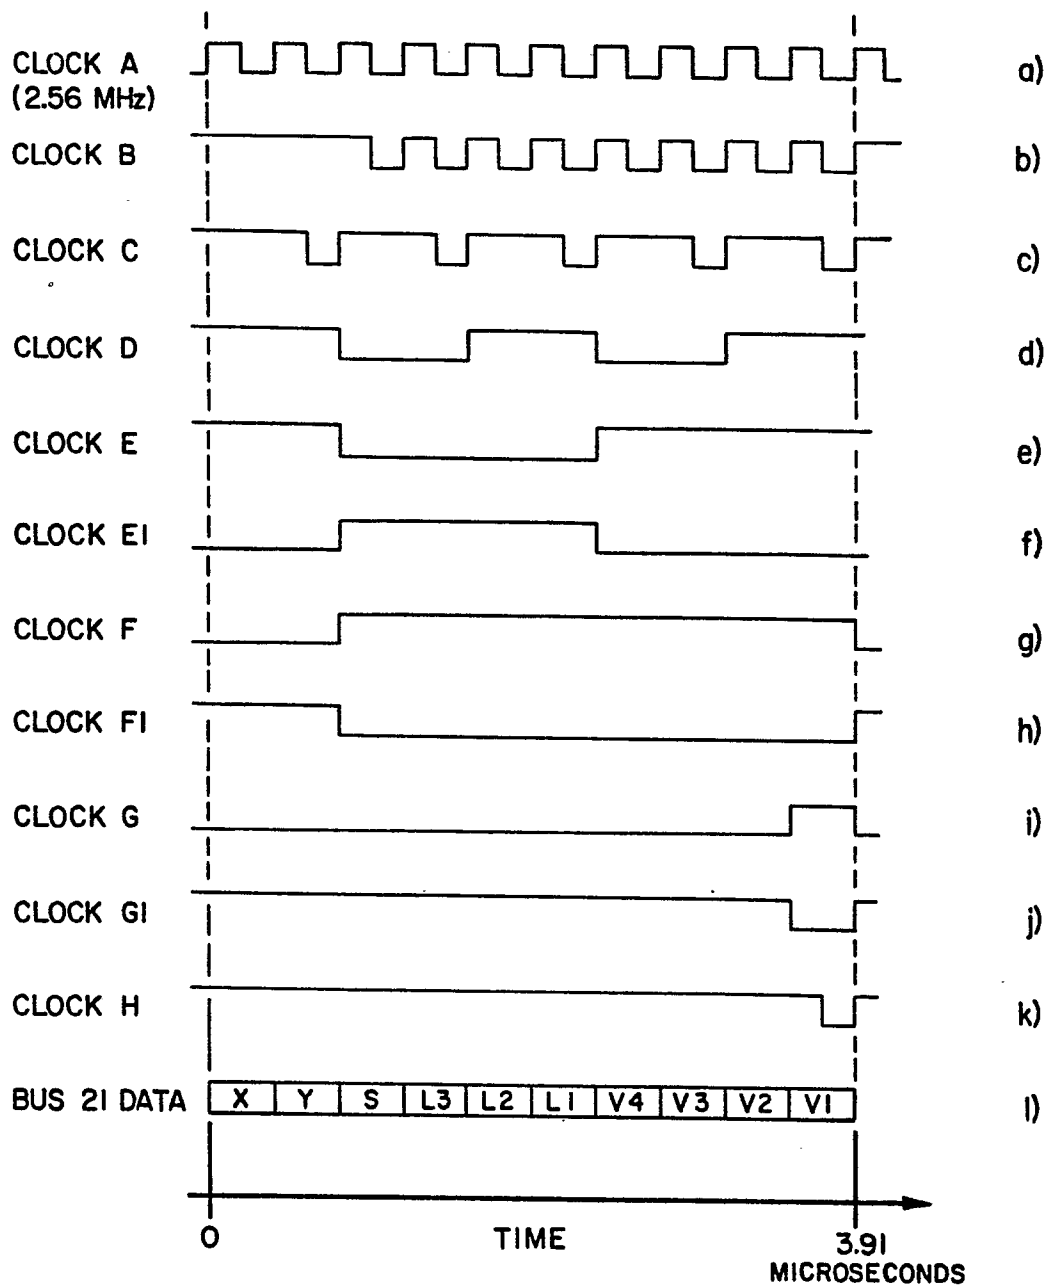 CLOCK A a)
(2.56 MHz)
CLOCK B b)
CLOCK C c)
CLOCK D d)
CLOCK E e)
CLOCK E1 f)
CLOCK F g)
CLOCK F1 h)
CLOCK G i)
CLOCK G1 j)
CLOCK H k)
BUS 21 DATA X Y S L3 L2 L1 V4 V3 V2 V1 l)
0 TIME 3.91
MICROSECONDS